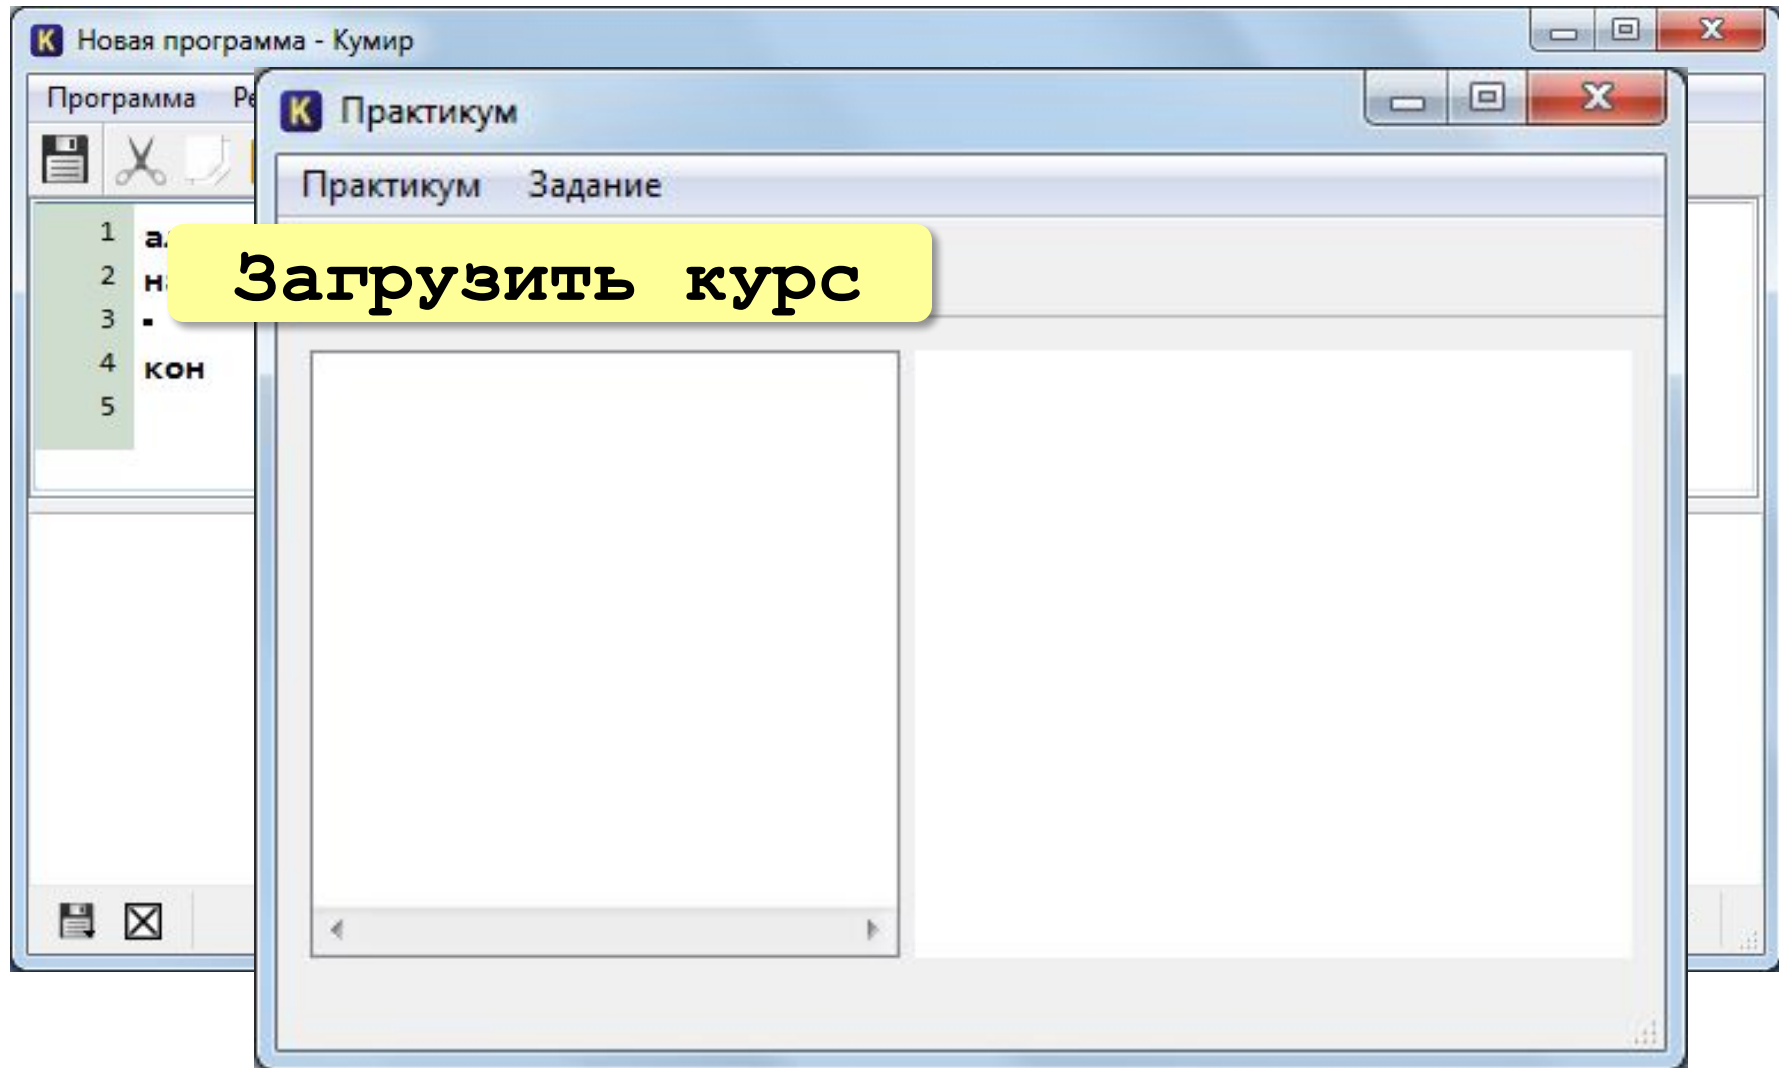 K Новая программа - Кумир
Программа
K Практикум
Практикум Задание
Загрузить курс
1
2
3
4 кон
5